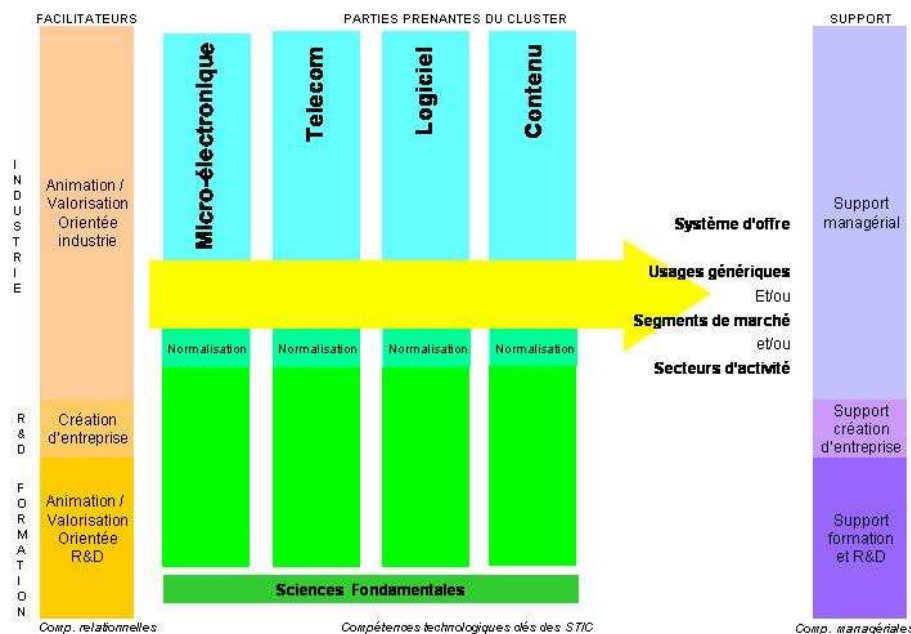 FACILITATEURS
PARTIES PRENANTES DU CLUSTER
SUPPORT
INDUSTRIE
R&D
FORMATION
Animation /
Valorisation
Orientée
industrie
Création
d'entreprise
Animation /
Valorisation
Orientée
R&D
Micro-électronique
Telecom
Logiciel
Contenu
Normalisation
Normalisation
Normalisation
Normalisation
Sciences Fondamentales
Système d'offre
Usages génériques
Et/ou
Segments de marché
et/ou
Secteurs d'activité
Support
managérial
Support
création
d'entreprise
Support
formation
et R&D
Comp. relationnelles
Compétences technologiques clés des STIC
Comp. managériales